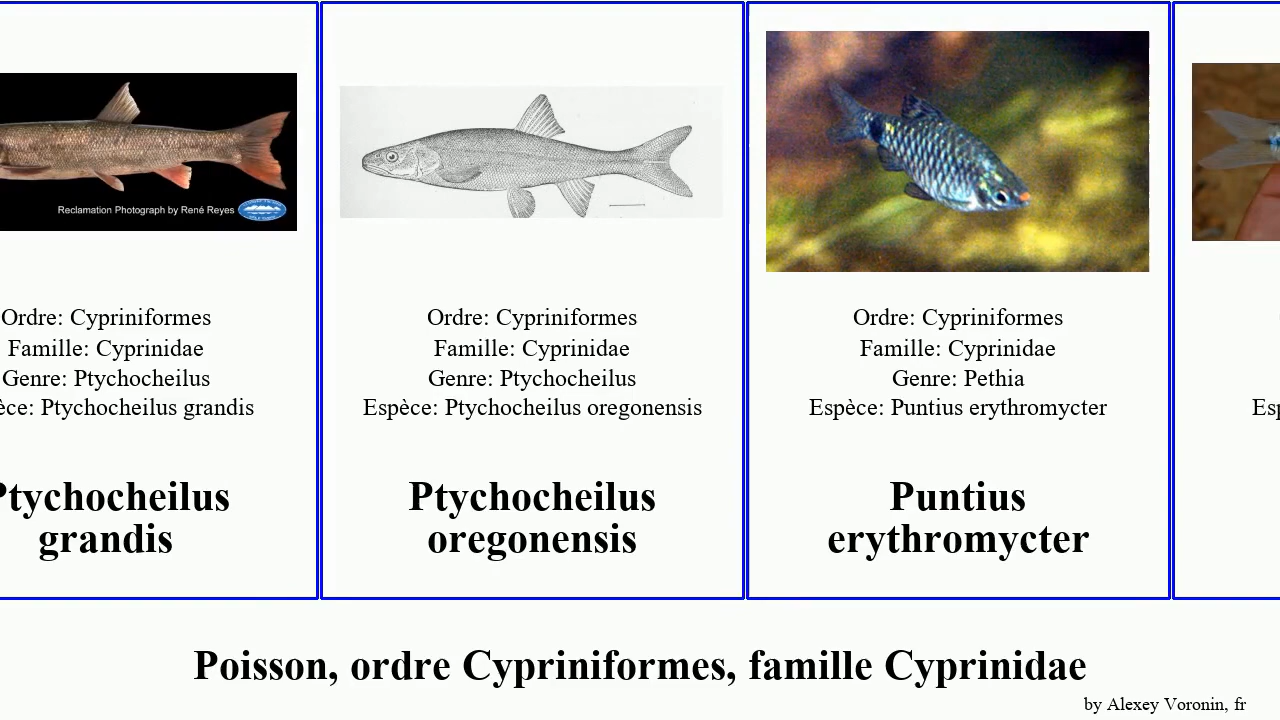 Reclamation Photograph by René Reyes
Ordre: Cypriniformes
Famille: Cyprinidae
Genre: Ptychocheilus
èce: Ptychocheilus grandis
Ptychocheilus
grandis
Ordre: Cypriniformes
Famille: Cyprinidae
Genre: Ptychocheilus
Espèce: Ptychocheilus oregonensis
Ptychocheilus
oregonensis
Ordre: Cypriniformes
Famille: Cyprinidae
Genre: Pethia
Espèce: Puntius erythromycter
Puntius
erythromycter
Esp
Poisson, ordre Cypriniformes, famille Cyprinidae
by Alexey Voronin, fr